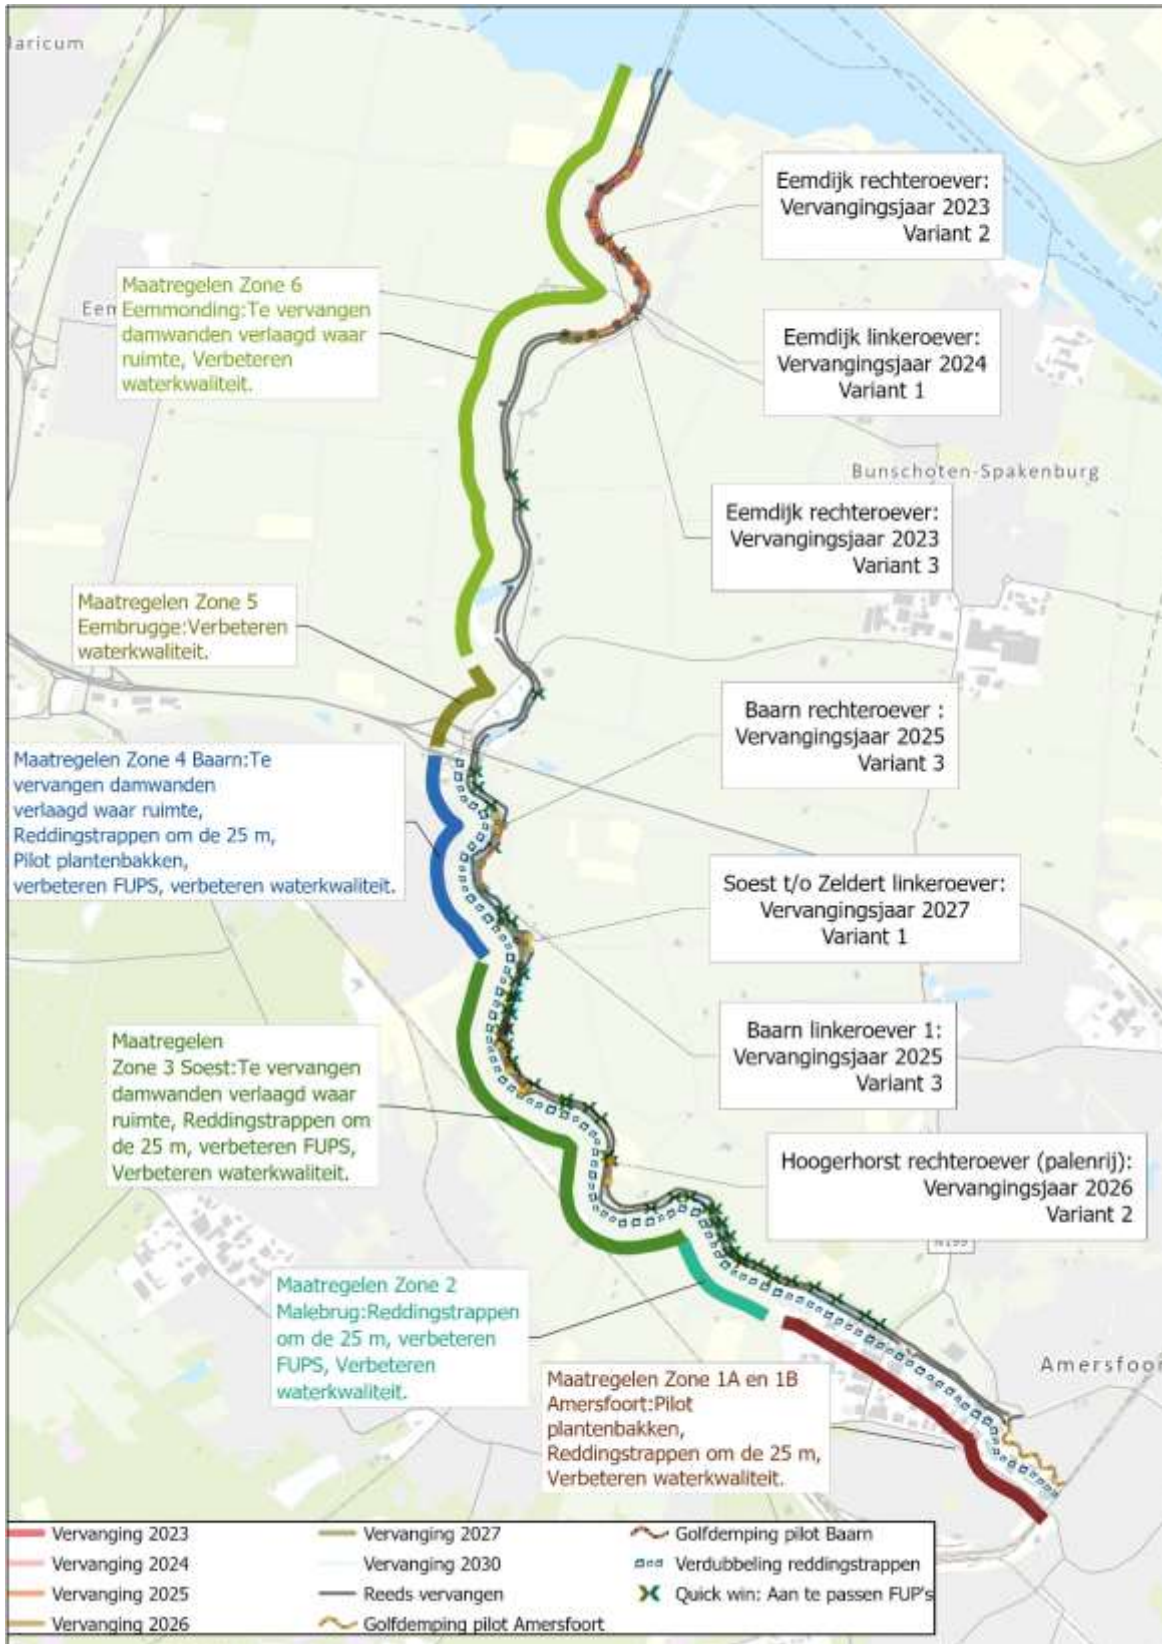 laricum
Eemdijk rechteroever:
Vervangingsjaar 2023
Variant 2
Maatregelen Zone 6
Eemmonding:Te vervangen
damwanden verlaagd waar
ruimte, Verbeteren
waterkwaliteit.
Eemdijk linkeroever:
Vervangingsjaar 2024
Variant 1
Bunschoten-Spakenburg
Eemdijk rechteroever:
Vervangingsjaar 2023
Variant 3
Maatregelen Zone 5
Eembrugge:Verbeteren
waterkwaliteit.
Baarn rechteroever :
Vervangingsjaar 2025
Variant 3
Maatregelen Zone 4 Baarn:Te
vervangen damwanden
verlaagd waar ruimte,
Reddingstrappen om de 25 m,
Pilot plantenbakken,
verbeteren FUPS, verbeteren waterkwaliteit.
Soest t/o Zeldert linkeroever:
Vervangingsjaar 2027
Variant 1
Baarn linkeroever 1:
Vervangingsjaar 2025
Variant 3
Maatregelen
Zone 3 Soest:Te vervangen
damwanden verlaagd waar
ruimte, Reddingstrappen om
de 25 m, verbeteren FUPS,
Verbeteren waterkwaliteit.
Hoogerhorst rechteroever (palenrij):
Vervangingsjaar 2026
Variant 2
N199
Maatregelen Zone 2
Malebrug:Reddingstrappen
om de 25 m, verbeteren
FUPS, Verbeteren
waterkwaliteit.
Amersfoor
Maatregelen Zone 1A en 1B
Amersfoort:Pilot
plantenbakken,
Reddingstrappen om de 25 m,
Verbeteren waterkwaliteit.
Vervanging 2023
Vervanging 2024
Vervanging 2025
Vervanging 2026
Vervanging 2027
Vervanging 2030
Reeds vervangen
Golfdemping pilot Amersfoort
Golfdemping pilot Baarn
Verdubbeling reddingstrappen
Quick win: Aan te passen FUP's